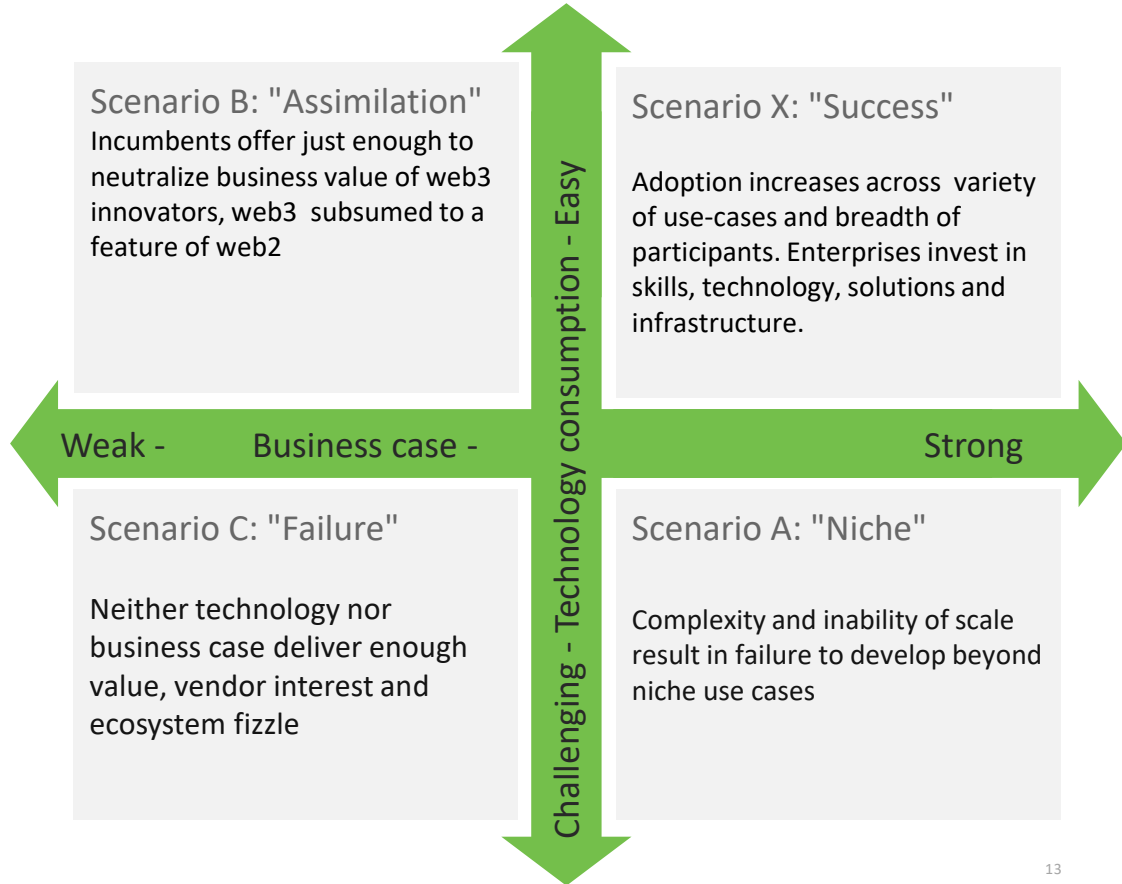 Scenario B: "Assimilation"
Incumbents offer just enough to
neutralize business value of web3
innovators, web3  subsumed to a
feature of web2
Scenario X: "Success"
Adoption increases across  variety
of use-cases and breadth of
participants. Enterprises invest in
skills, technology, solutions and
infrastructure.
Challenging - Technology consumption - Easy
Weak -        Business case -        Strong
Scenario C: "Failure"
Neither technology nor
business case deliver enough
value, vendor interest and
ecosystem fizzle
Scenario A: "Niche"
Complexity and inability of scale
result in failure to develop beyond
niche use cases
13